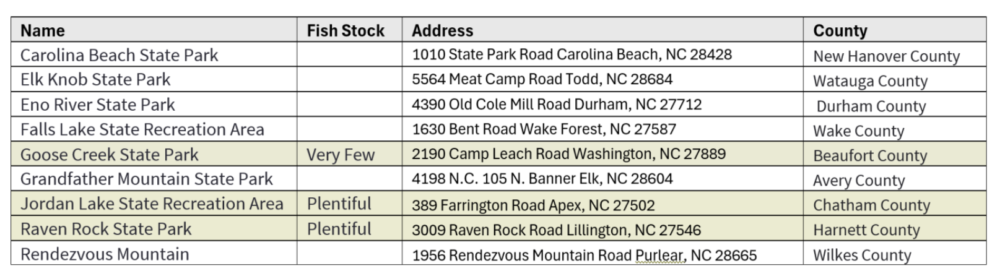 Name Fish Stock Address County
Carolina Beach State Park 1010 State Park Road Carolina Beach, NC 28428 New Hanover County
Elk Knob State Park 5564 Meat Camp Road Todd, NC 28684 Watauga County
Eno River State Park 4390 Old Cole Mill Road Durham, NC 27712 Durham County
Falls Lake State Recreation Area 1630 Bent Road Wake Forest, NC 27587 Wake County
Goose Creek State Park Very Few 2190 Camp Leach Road Washington, NC 27889 Beaufort County
Grandfather Mountain State Park 4198 N.C. 105 N. Banner Elk, NC 28604 Avery County
Jordan Lake State Recreation Area Plentiful 389 Farrington Road Apex, NC 27502 Chatham County
Raven Rock State Park Plentiful 3009 Raven Rock Road Lillington, NC 27546 Harnett County
Rendezvous Mountain 1956 Rendezvous Mountain Road Purlear, NC 28665 Wilkes County